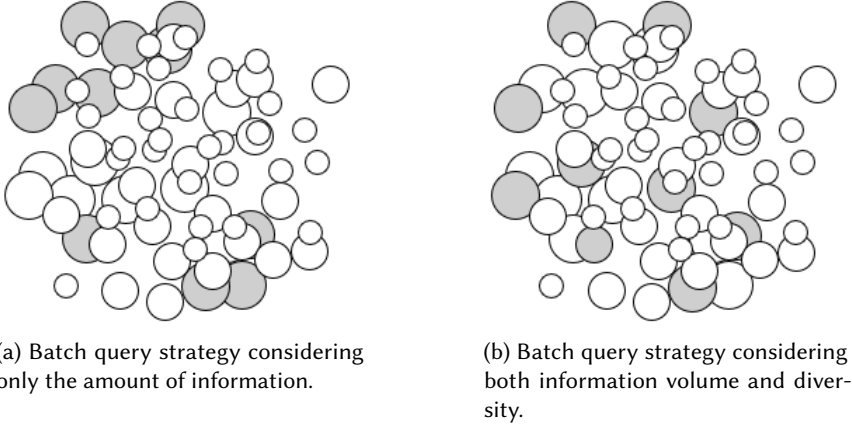 a) Batch query strategy considering
only the amount of information.
(b) Batch query strategy considering
both information volume and diver-
sity.